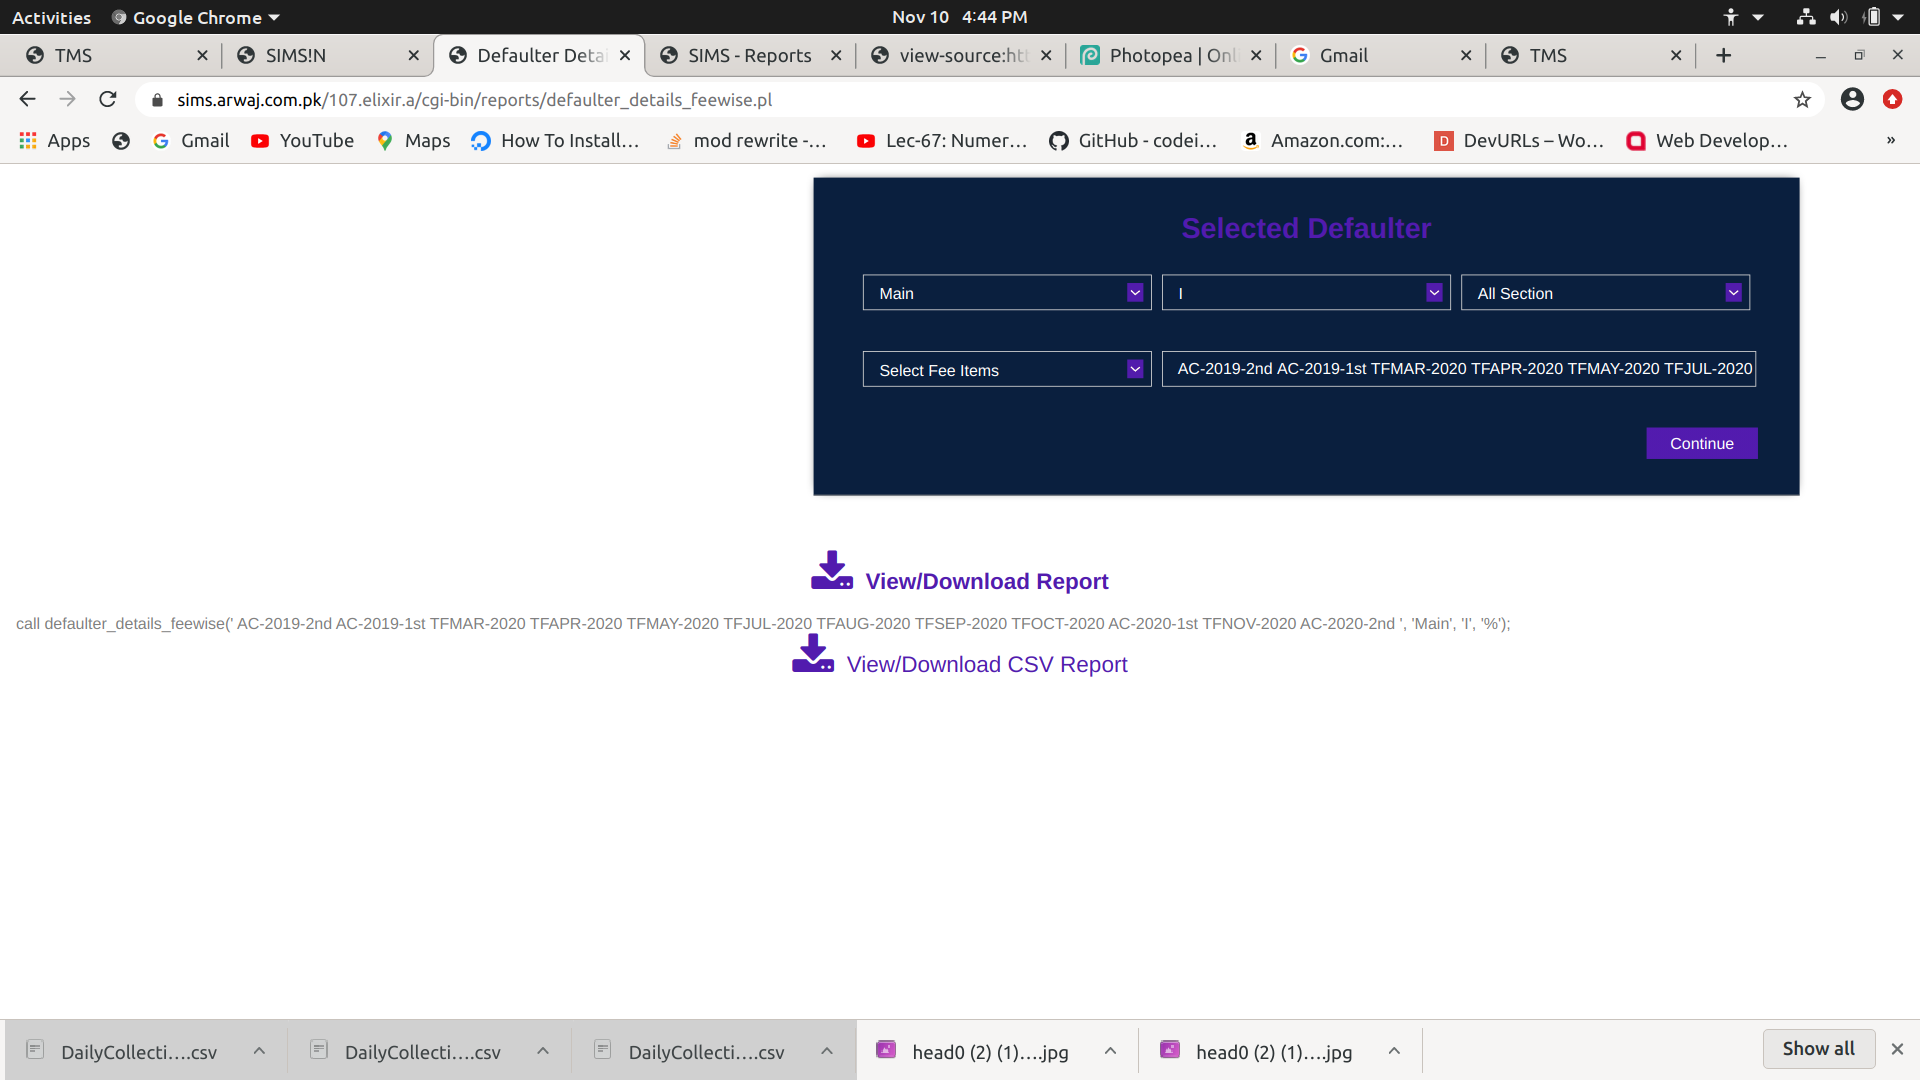 Activities Google Chrome Nov 10 4:44 PM
TMS SIMS!N Defaulter Detai SIMS - Reports view-source:htt Photopea | Onli Gmail TMS
sims.arwaj.com.pk/107.elixir.a/cgi-bin/reports/defaulter_details_feewise.pl
Apps Gmail YouTube Maps How To Install... mod rewrite -... Lec-67: Numer... GitHub - codei... Amazon.com:... DevURLs – Wo... Web Develop... »
Selected Defaulter
Main I All Section
Select Fee Items AC-2019-2nd AC-2019-1st TFMAR-2020 TFAPR-2020 TFMAY-2020 TFJUL-2020
Continue
View/Download Report
call defaulter_details_feewise(' AC-2019-2nd AC-2019-1st TFMAR-2020 TFAPR-2020 TFMAY-2020 TFJUL-2020 TFAUG-2020 TFSEP-2020 TFOCT-2020 AC-2020-1st TFNOV-2020 AC-2020-2nd ', 'Main', 'I', '%');
View/Download CSV Report
DailyCollecti....csv DailyCollecti....csv DailyCollecti....csv head0 (2) (1)....jpg head0 (2) (1)....jpg Show all